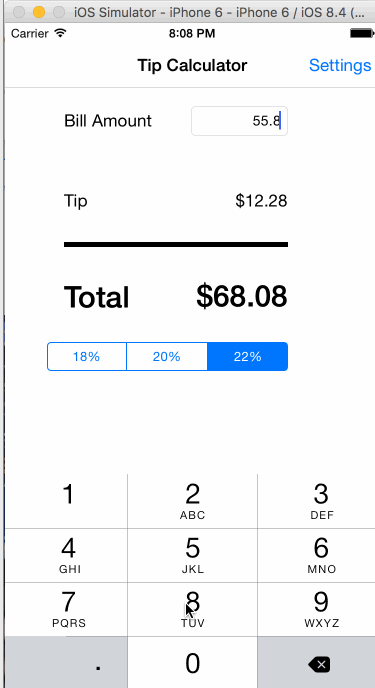 iOS Simulator - iPhone 6 - iPhone 6 / iOS 8.4 (...
Carrier 8:08 PM
Tip Calculator Settings
Bill Amount 55.8
Tip $12.28
Total $68.08
18% 20% 22%
1 2 3
ABC DEF
4 5 6
GHI JKL MNO
7 8 9
PQRS TUV WXYZ
. 0